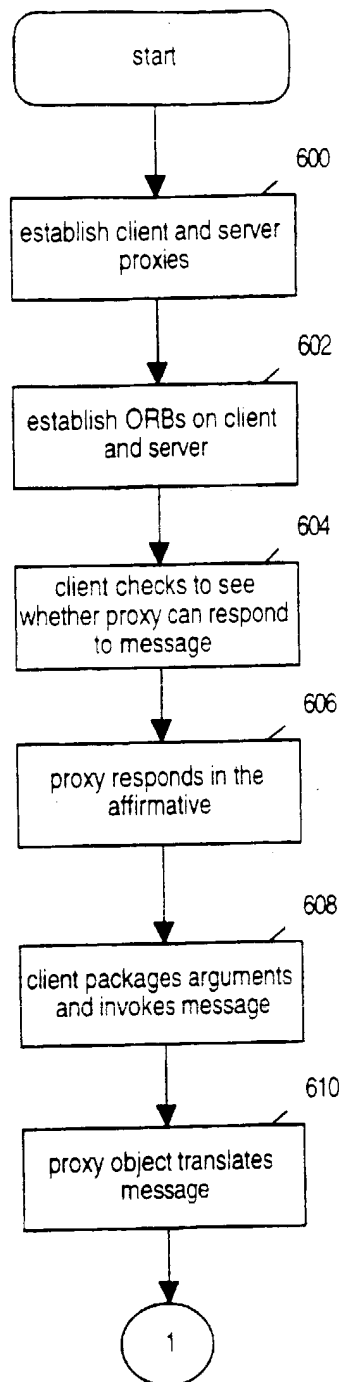 start
600
establish client and server
proxies
602
establish ORBs on client
and server
604
client checks to see
whether proxy can respond
to message
606
proxy responds in the
affirmative
608
client packages arguments
and invokes message
610
proxy object translates
message
1